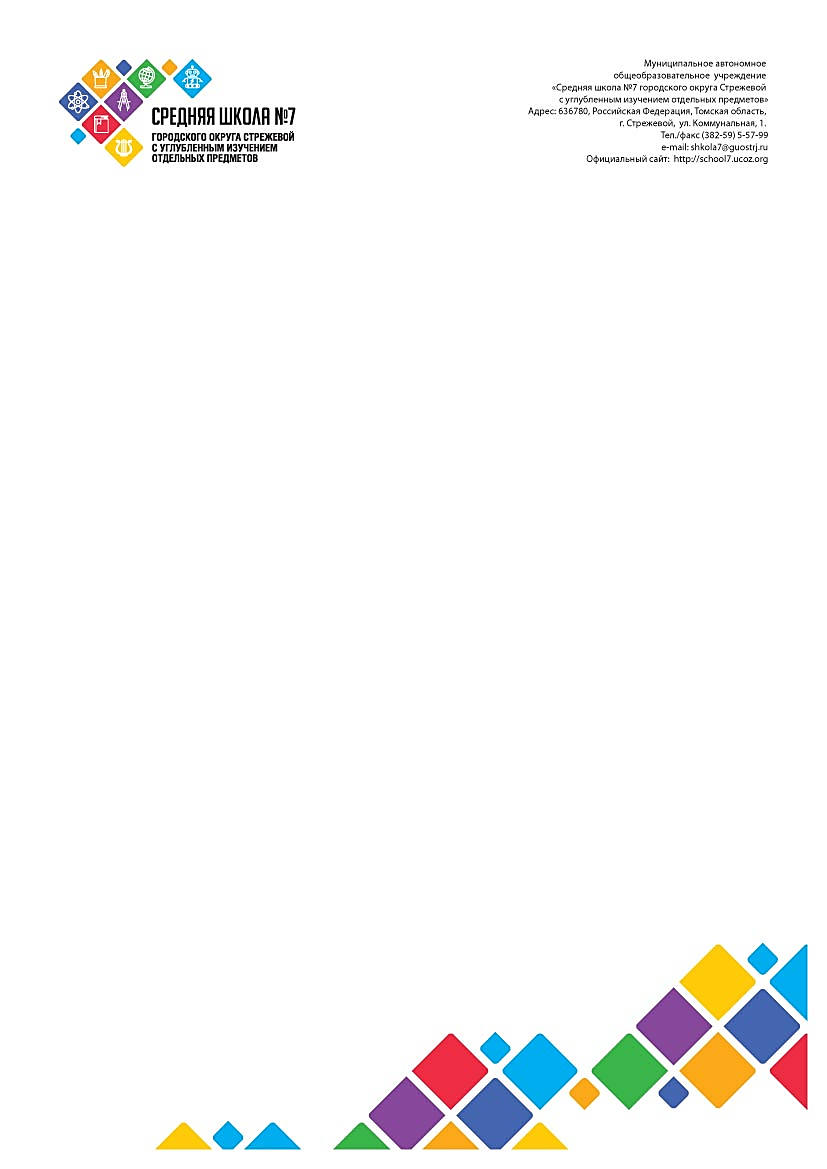 СРЕДНЯЯ ШКОЛА №7
ГОРОДСКОГО ОКРУГА СТРЕЖЕВОЙ
С УГЛУБЛЕННЫМ ИЗУЧЕНИЕМ
ОТДЕЛЬНЫХ ПРЕДМЕТОВ
Муниципальное автономное
общеобразовательное учреждение
«Средняя школа №7 городского округа Стрежевой
с углубленным изучением отдельных предметов»
Адрес: 636780, Российская Федерация, Томская область,
г. Стрежевой, ул. Коммунальная, 1.
Тел./факс (382-59) 5-57-99
e-mail: shkola7@guostrj.ru
Официальный сайт: http://school7.ucoz.org